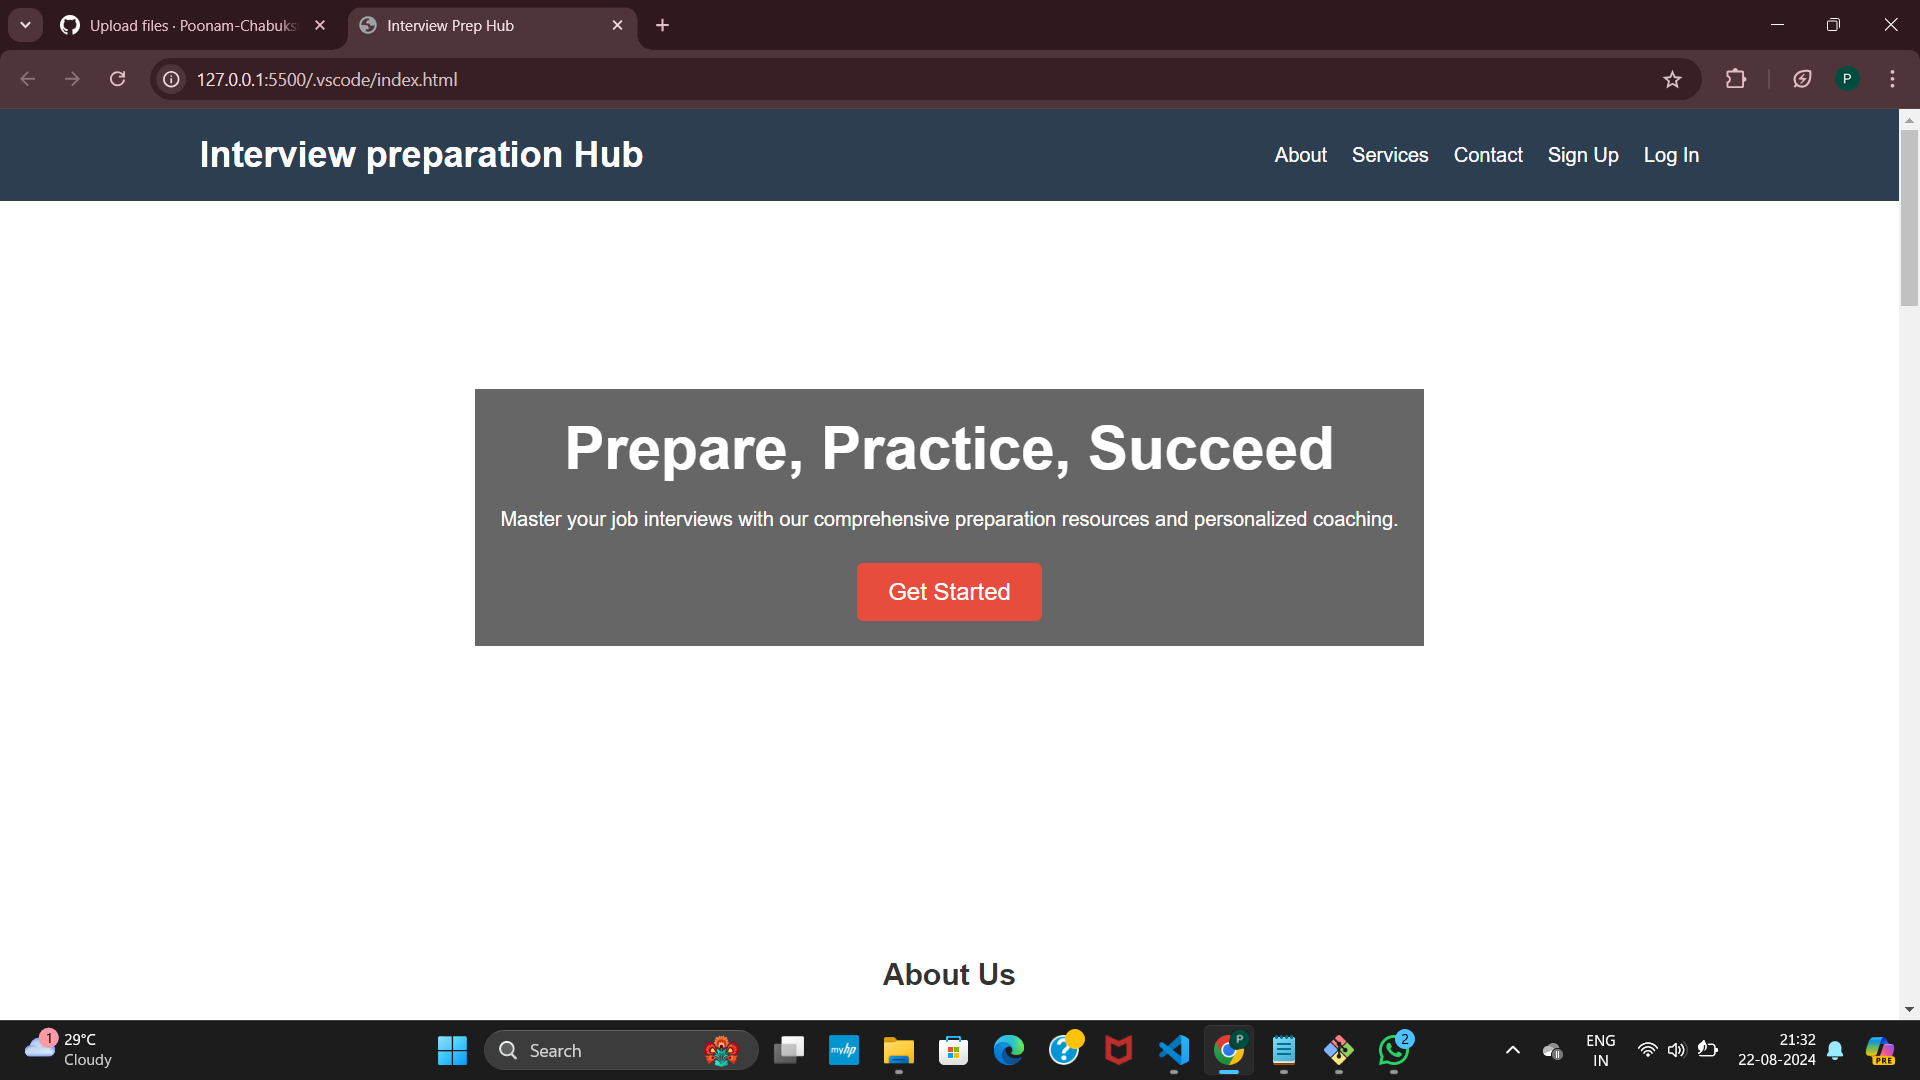 Upload files · Poonam-Chabuks
Interview Prep Hub
127.0.0.1:5500/.vscode/index.html
P
Interview preparation Hub
About
Services
Contact
Sign Up
Log In
Prepare, Practice, Succeed
Master your job interviews with our comprehensive preparation resources and personalized coaching.
Get Started
About Us
1
29°C
Cloudy
Search
myhp
P
2
ENG
IN
21:32
22-08-2024
PRE